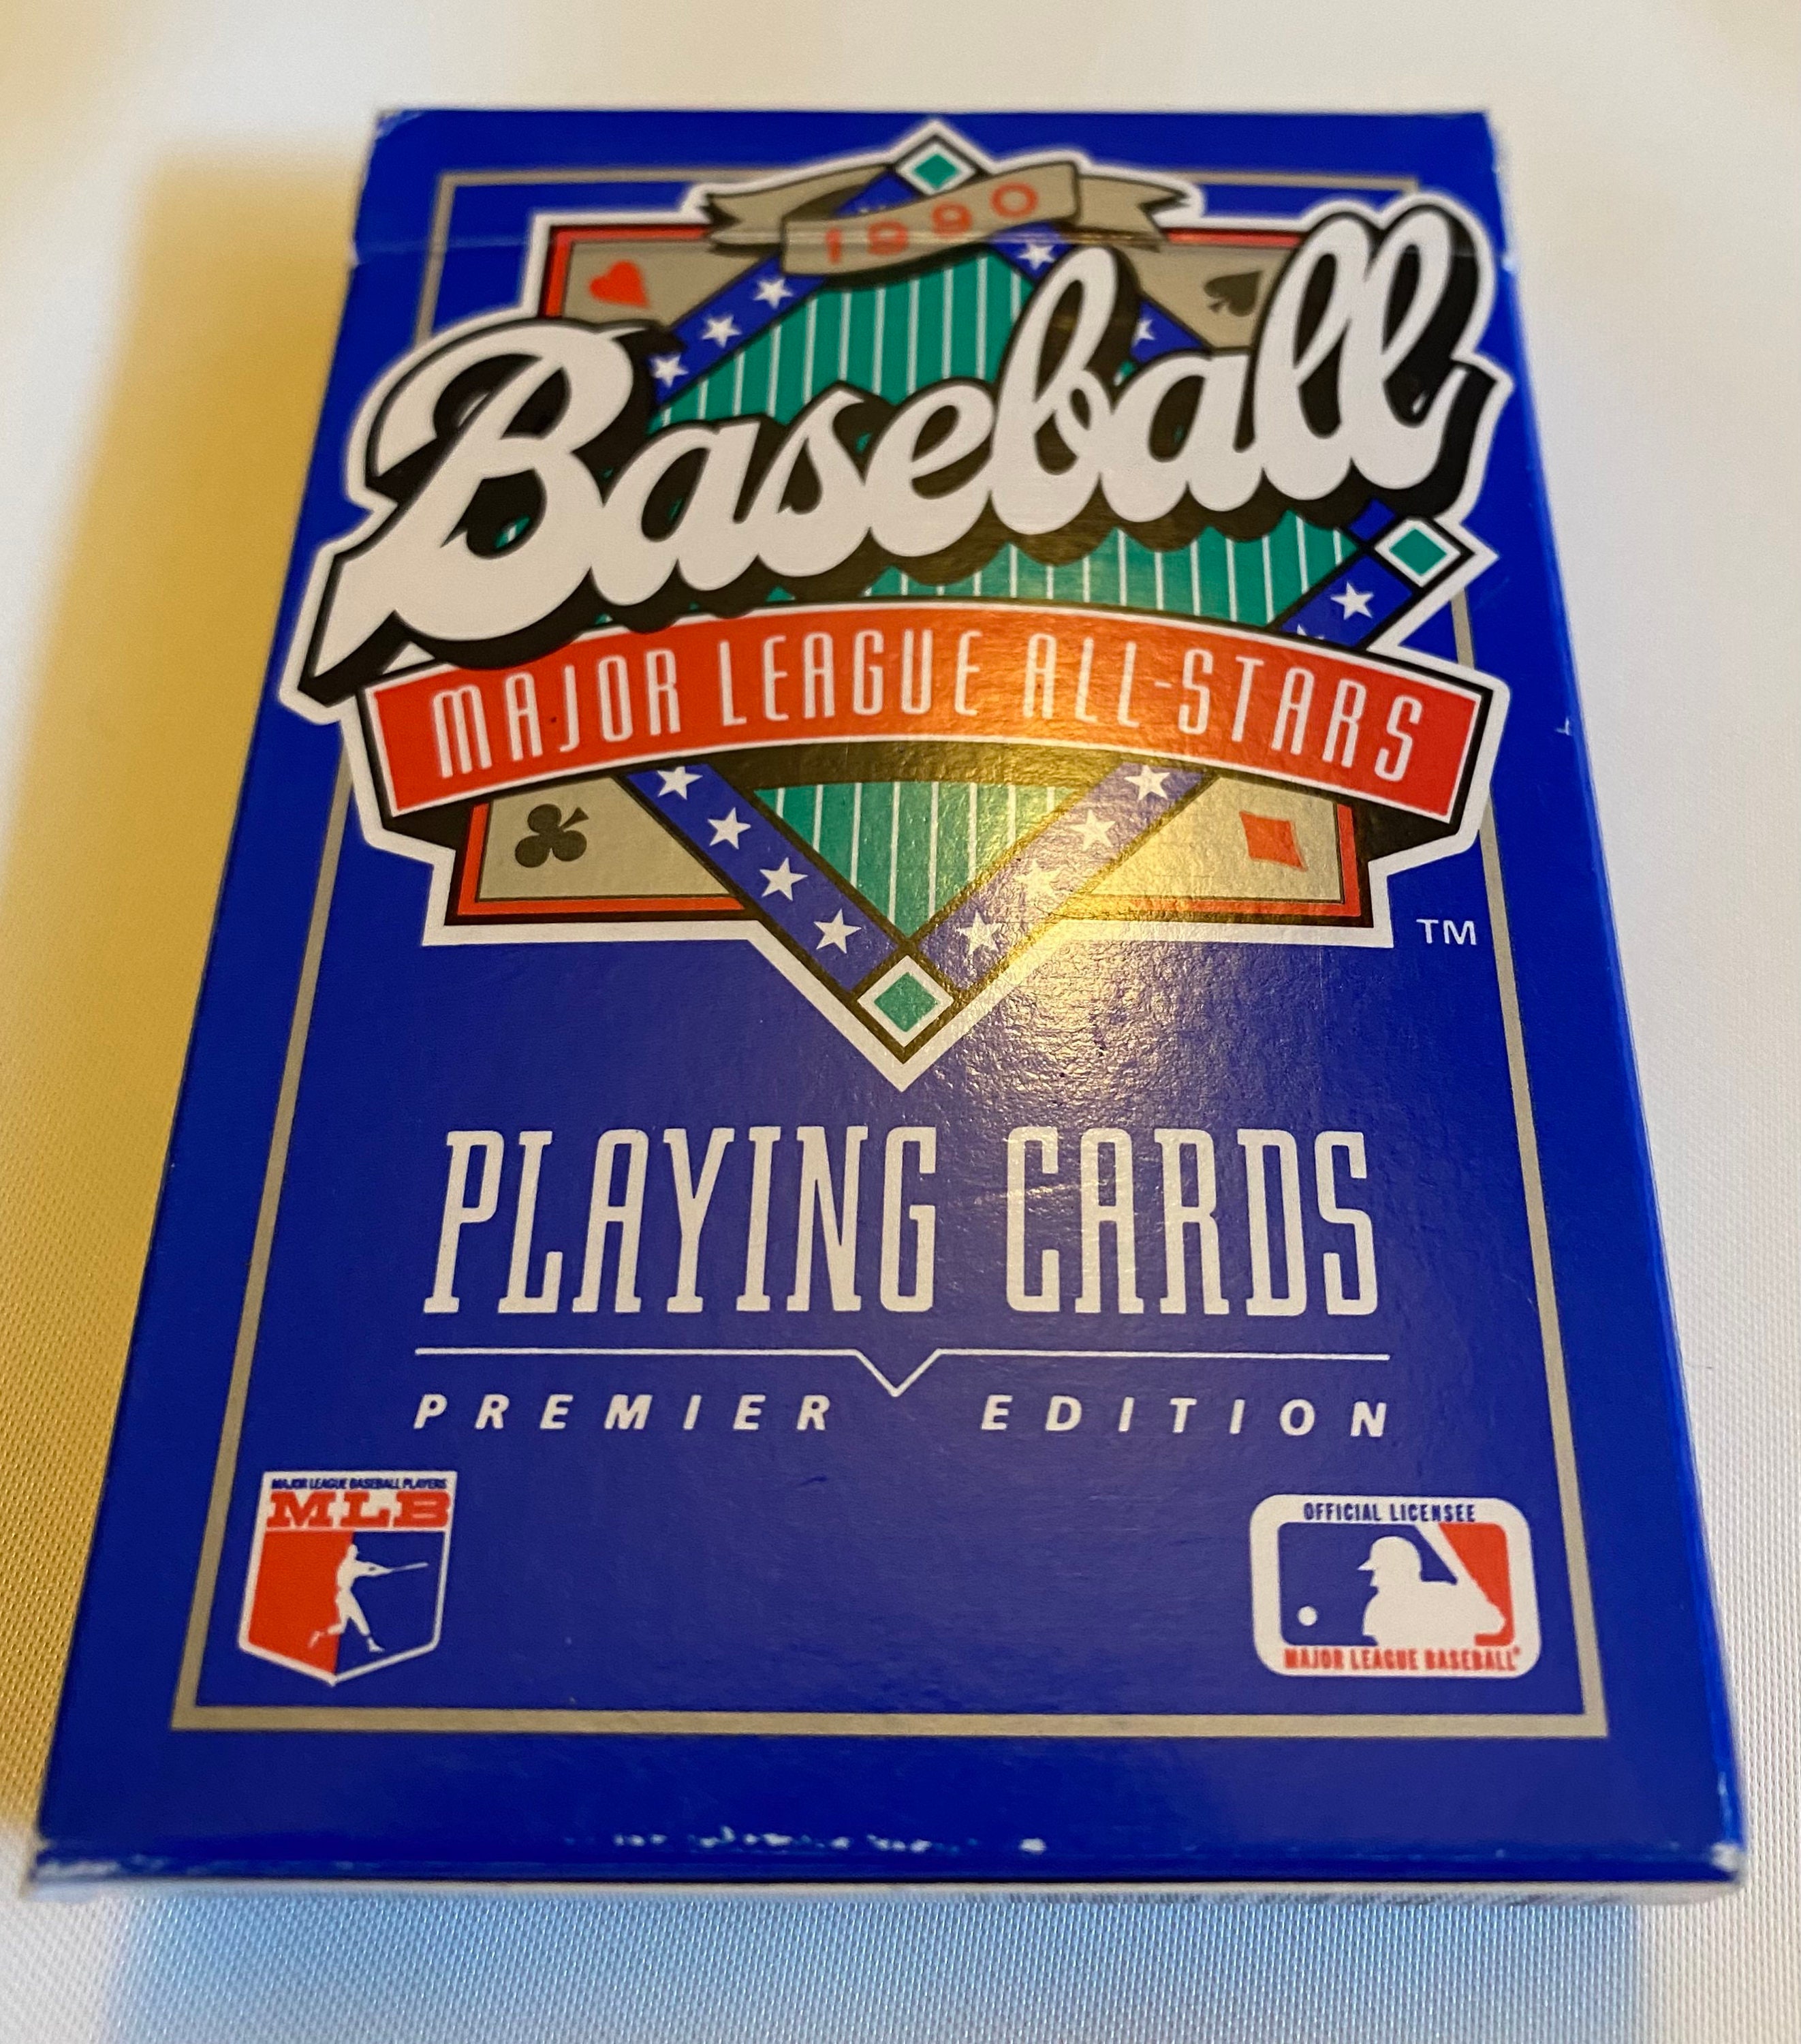 1990
Baseball
MAJOR LEAGUE ALL-STARS
TM
PLAYING CARDS
PREMIER EDITION
MAJOR LEAGUE BASEBALL PLAYERS
MLB
OFFICIAL LICENSEE
MAJOR LEAGUE BASEBALL®